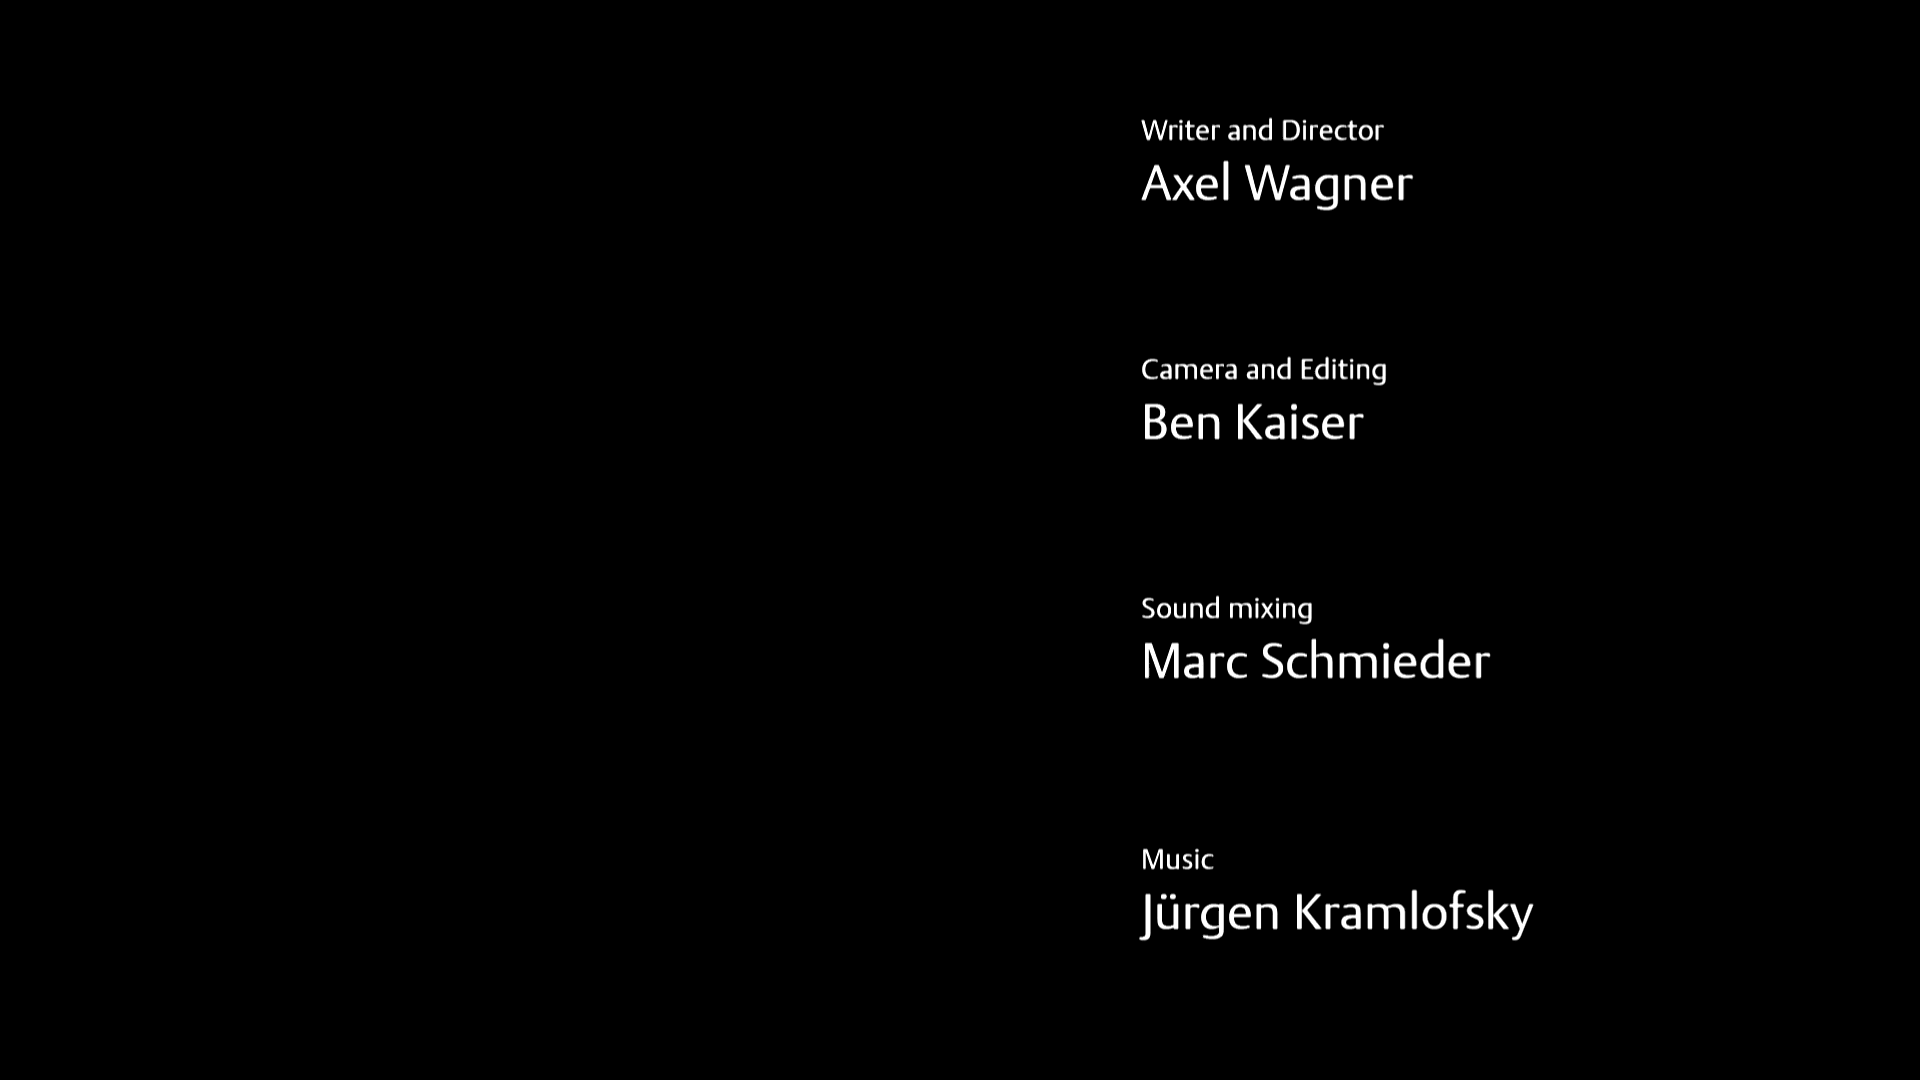 Writer and Director
Axel Wagner
Camera and Editing
Ben Kaiser
Sound mixing
Marc Schmieder
Music
Jürgen Kramlofsky